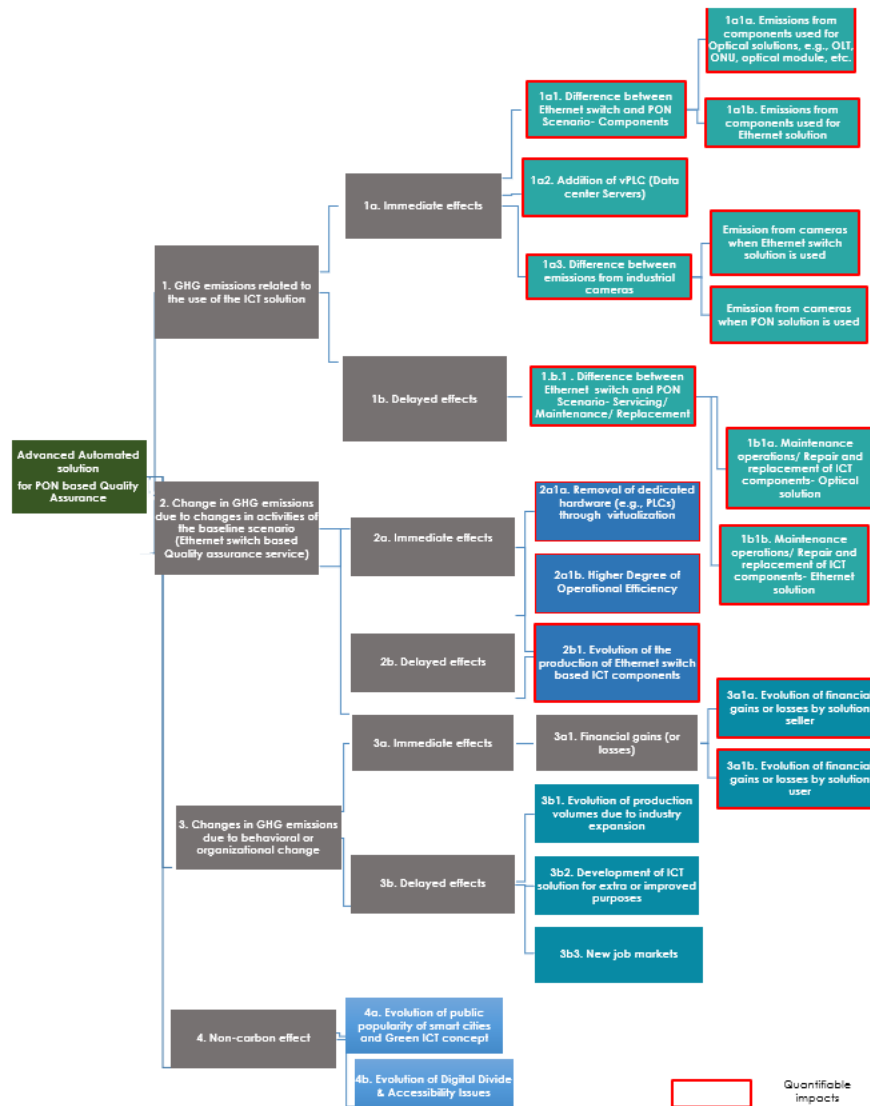 Advanced Automated
solution
for PON based Quality
Assurance
1. GHG emissions related to
the use of the ICT solution
1a. Immediate effects
1a1. Difference between
Ethernet switch and PON
Scenario- Components
1a1a. Emissions from
components used for
Optical solutions, e.g., OLT,
ONU, optical module, etc.
1a1b. Emissions from
components used for
Ethernet solution
1a2. Addition of vPLC (Data
center Servers)
1a3. Difference between
emissions from industrial
cameras
Emission from cameras
when Ethernet switch
solution is used
Emission from cameras
when PON solution is used
1b. Delayed effects
1.b.1 . Difference between
Ethernet switch and PON
Scenario- Servicing/
Maintenance/ Replacement
1b1a. Maintenance
operations/ Repair and
replacement of ICT
components- Optical
solution
1b1b. Maintenance
operations/ Repair and
replacement of ICT
components- Ethernet
solution
2. Change in GHG emissions
due to changes in activities of
the baseline scenario
(Ethernet switch based
Quality assurance service)
2a. Immediate effects
2a1a. Removal of dedicated
hardware (e.g., PLCs)
through virtualization
2a1b. Higher Degree of
Operational Efficiency
2b. Delayed effects
2b1. Evolution of the
production of Ethernet switch
based ICT components
3. Changes in GHG emissions
due to behavioral or
organizational change
3a. Immediate effects
3a1. Financial gains (or
losses)
3a1a. Evolution of financial
gains or losses by solution
seller
3a1b. Evolution of financial
gains or losses by solution
user
3b. Delayed effects
3b1. Evolution of production
volumes due to industry
expansion
3b2. Development of ICT
solution for extra or improved
purposes
3b3. New job markets
4. Non-carbon effect
4a. Evolution of public
popularity of smart cities
and Green ICT concept
4b. Evolution of Digital Divide
& Accessibility Issues
Quantifiable
impacts